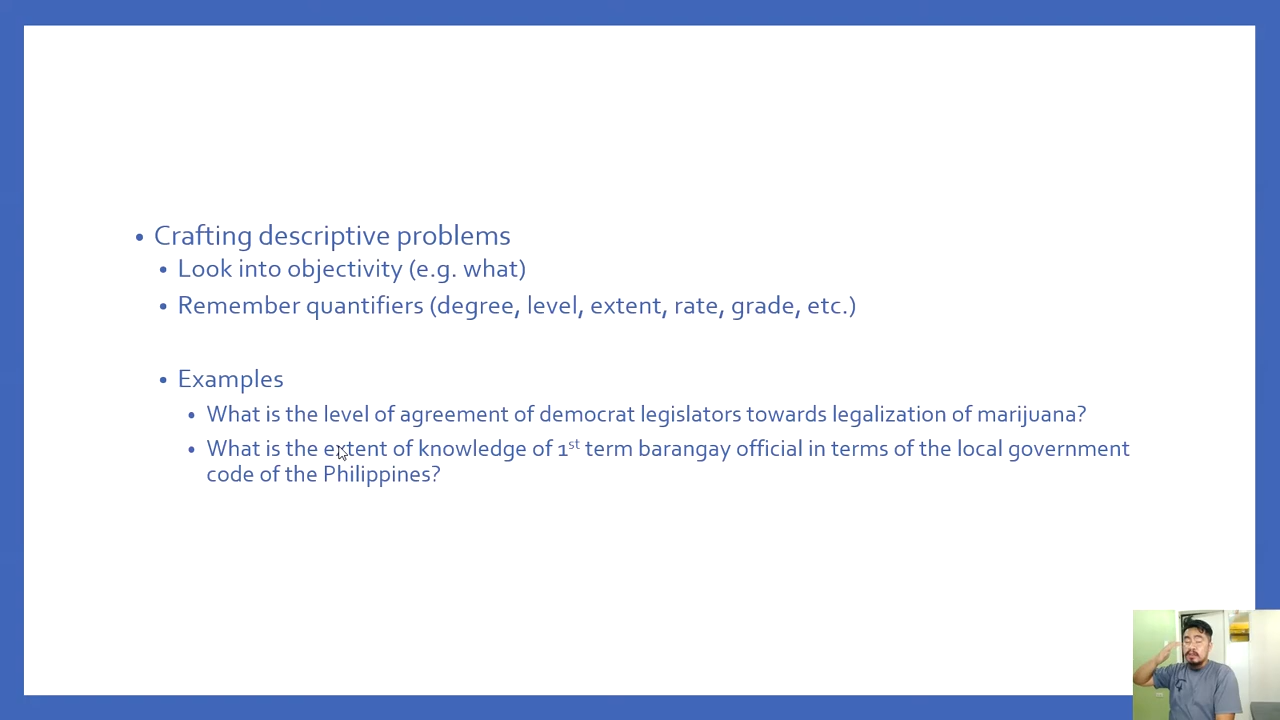 • Crafting descriptive problems
• Look into objectivity (e.g. what)
• Remember quantifiers (degree, level, extent, rate, grade, etc.)
• Examples
• What is the level of agreement of democrat legislators towards legalization of marijuana?
• What is the extent of knowledge of 1st term barangay official in terms of the local government
code of the Philippines?